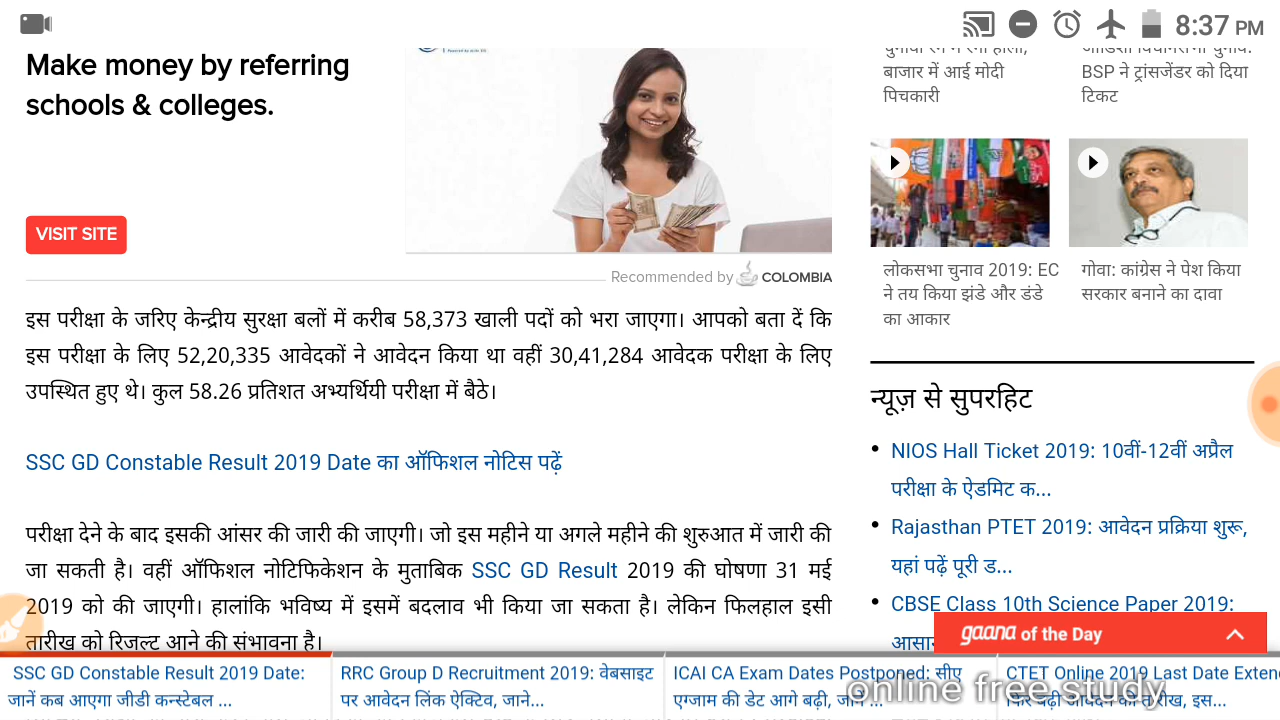 8:37 PM
Make money by referring
schools & colleges.
VISIT SITE
Recommended by COLOMBIA
इस परीक्षा के जरिए केन्द्रीय सुरक्षा बलों में करीब 58,373 खाली पदों को भरा जाएगा। आपको बता दें कि
इस परीक्षा के लिए 52,20,335 आवेदकों ने आवेदन किया था वहीं 30,41,284 आवेदक परीक्षा के लिए
उपस्थित हुए थे। कुल 58.26 प्रतिशत अभ्यर्थियी परीक्षा में बैठे।
SSC GD Constable Result 2019 Date का ऑफिशल नोटिस पढ़ें
परीक्षा देने के बाद इसकी आंसर की जारी की जाएगी। जो इस महीने या अगले महीने की शुरुआत में जारी की
जा सकती है। वहीं ऑफिशल नोटिफिकेशन के मुताबिक SSC GD Result 2019 की घोषणा 31 मई
2019 को की जाएगी। हालांकि भविष्य में इसमें बदलाव भी किया जा सकता है। लेकिन फिलहाल इसी
तारीख को रिजल्ट आने की संभावना है।
बाजार में आई मोदी
पिचकारी
BSP ने ट्रांसजेंडर को दिया
टिकट
लोकसभा चुनाव 2019: EC
ने तय किया झंडे और डंडे
का आकार
गोवा: कांग्रेस ने पेश किया
सरकार बनाने का दावा
न्यूज़ से सुपरहिट
NIOS Hall Ticket 2019: 10वीं-12वीं अप्रैल
परीक्षा के ऐडमिट क...
Rajasthan PTET 2019: आवेदन प्रक्रिया शुरू,
यहां पढ़ें पूरी ड...
CBSE Class 10th Science Paper 2019:
gaana of the Day
SSC GD Constable Result 2019 Date:
जानें कब आएगा जीडी कन्स्टेबल ...
RRC Group D Recruitment 2019: वेबसाइट
पर आवेदन लिंक ऐक्टिव, जाने...
ICAI CA Exam Dates Postponed: सीए
एग्जाम की डेट आगे बढ़ी, जानें ...
CTET Online 2019 Last Date Exten
फिर बढ़ी आवेदन की तारीख, इस...
online free study